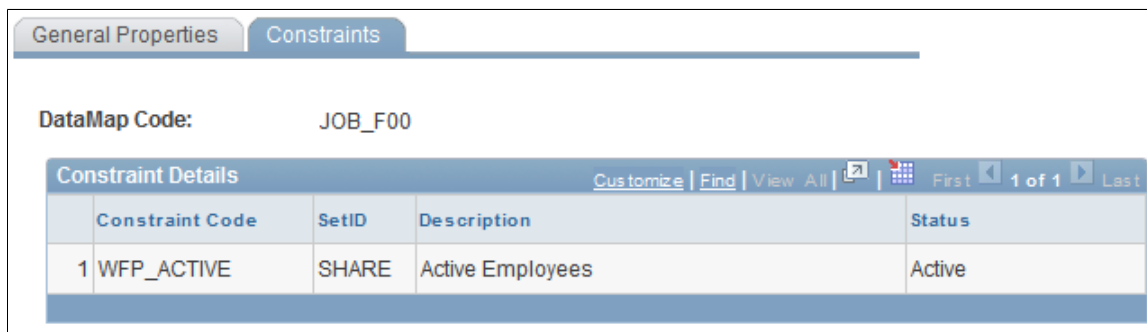 General Properties Constraints
DataMap Code: JOB_F00
Constraint Details Customize | Find | View All | | First 1 of 1 Last
Constraint Code SetID Description Status
1 WFP_ACTIVE SHARE Active Employees Active